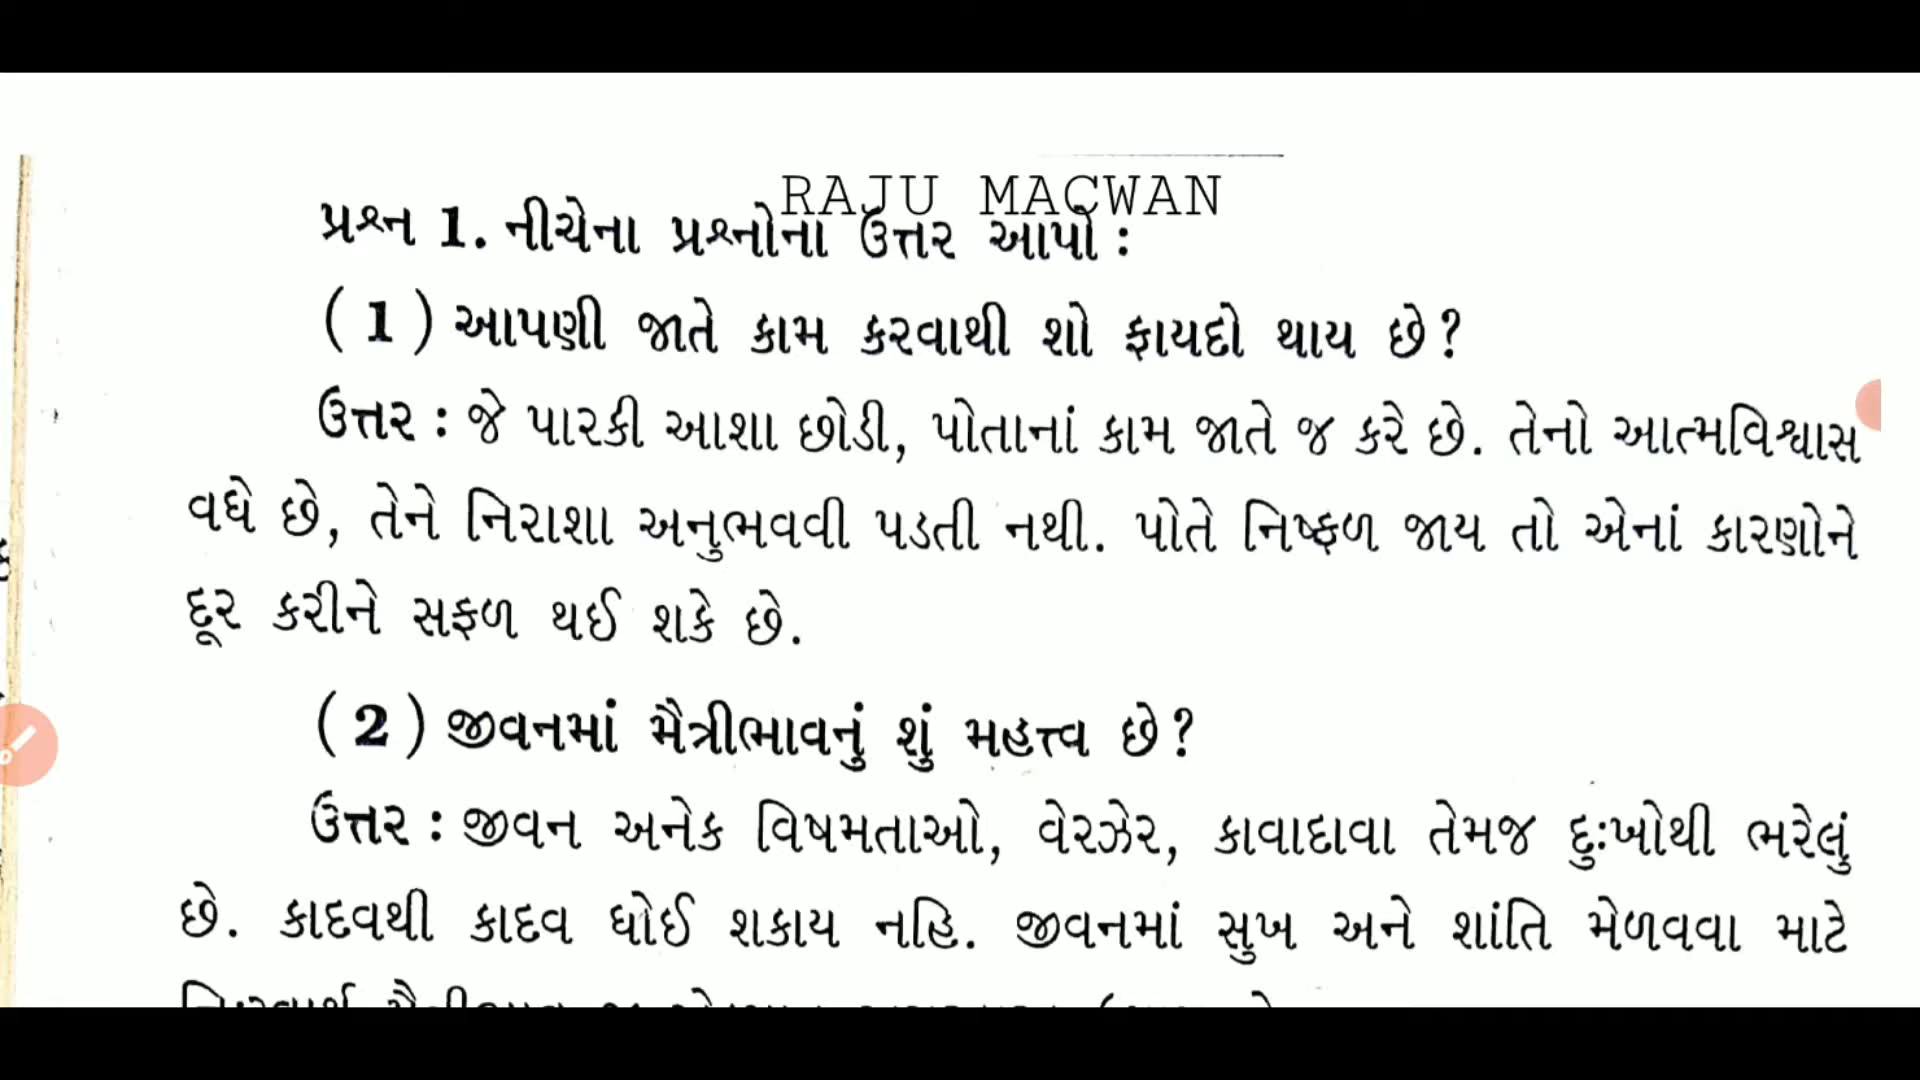 RAJU MACWAN
પ્રશ્ન 1. નીચેના પ્રશ્નોના ઉત્તર આપો :
(1) આપણી જાતે કામ કરવાથી શો ફાયદો થાય છે?
ઉત્તર : જે પારકી આશા છોડી, પોતાનાં કામ જાતે જ કરે છે. તેનો આત્મવિશ્વાસ
વધે છે, તેને નિરાશા અનુભવવી પડતી નથી. પોતે નિષ્ફળ જાય તો એનાં કારણોને
દૂર કરીને સફળ થઈ શકે છે.
(2) જીવનમાં મૈત્રીભાવનું શું મહત્ત્વ છે?
ઉત્તર : જીવન અનેક વિષમતાઓ, વેરઝેર, કાવાદાવા તેમજ દુઃખોથી ભરેલું
છે. કાદવથી કાદવ ધોઈ શકાય નહિ. જીવનમાં સુખ અને શાંતિ મેળવવા માટે